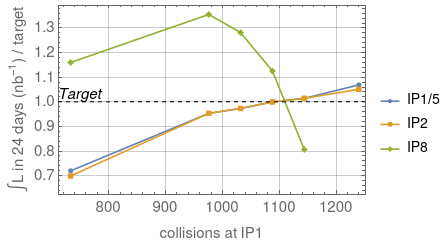 ∫L in 24 days (nb⁻¹) / target
1.3
1.2
1.1
1.0
0.9
0.8
0.7
Target
800
900
1000
1100
1200
collisions at IP1
IP1/5
IP2
IP8